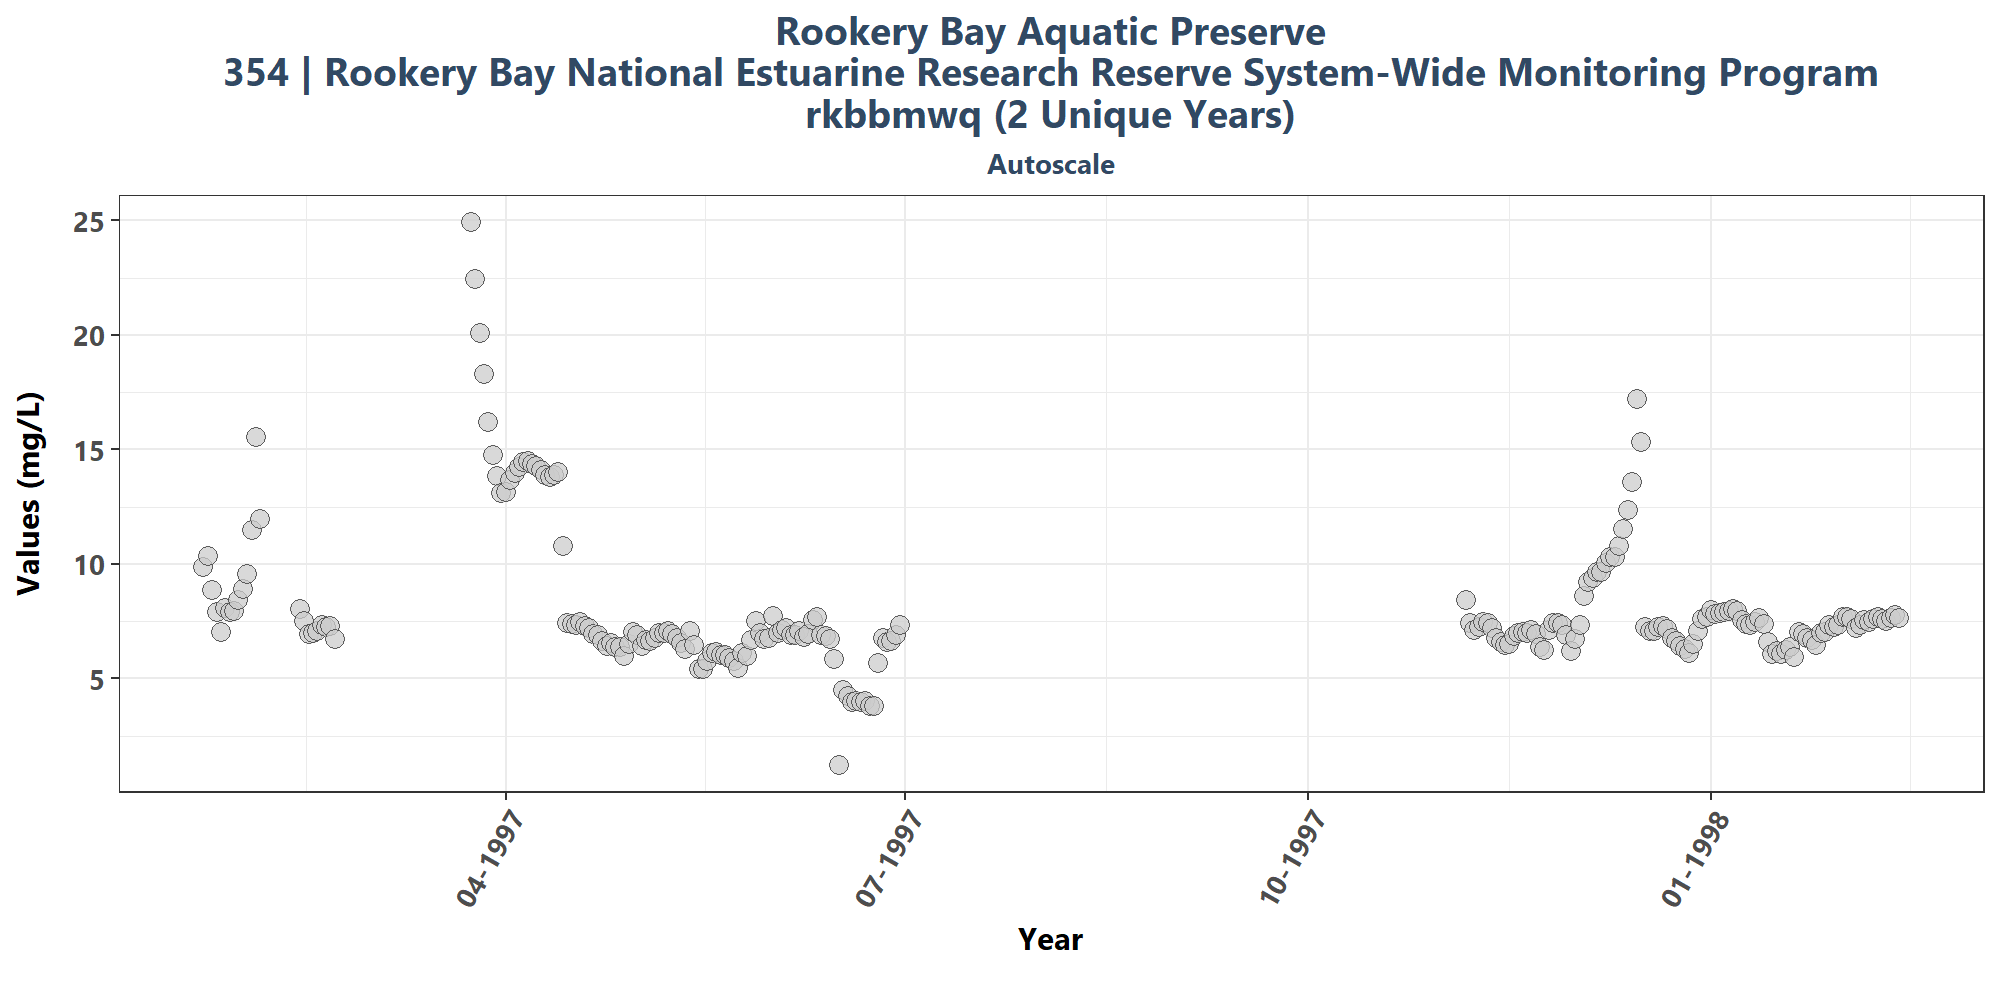 Rookery Bay Aquatic Preserve
354 | Rookery Bay National Estuarine Research Reserve System-Wide Monitoring Program
rkbbmwq (2 Unique Years)
Autoscale
Values (mg/L)
25
20
15
10
5
04-1997
07-1997
10-1997
01-1998
Year